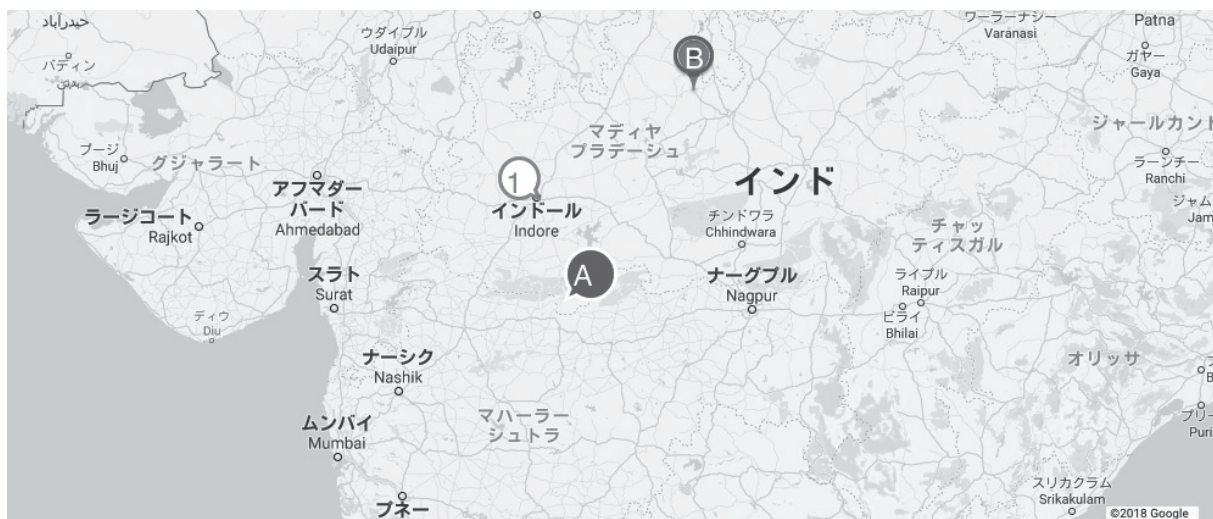 حيدرآباد
バディン
بدين
ウダイプル
Udaipur
B
ワーラーナシー
Varanasi
Patna
ガヤー
Gaya
ブージ
Bhuj
グジャラート
マディヤ
プラデーシュ
ジャールカント
ラーンチー
Ranchi
アフマダー
バード
Ahmedabad
1
インドール
Indore
インド
ラージコート
Rajkot
チンドワラ
Chhindwara
チャッ
ティスガル
ジャム
Jam
スラト
Surat
A
ナーグプル
Nagpur
ライプル
Raipur
ビライ
Bhilai
ディウ
Diu
ナーシク
Nashik
オリッサ
マハーラー
シュトラ
ムンバイ
Mumbai
プリー
Puri
プネー
スリカクラム
Srikakulam
©2018 Google